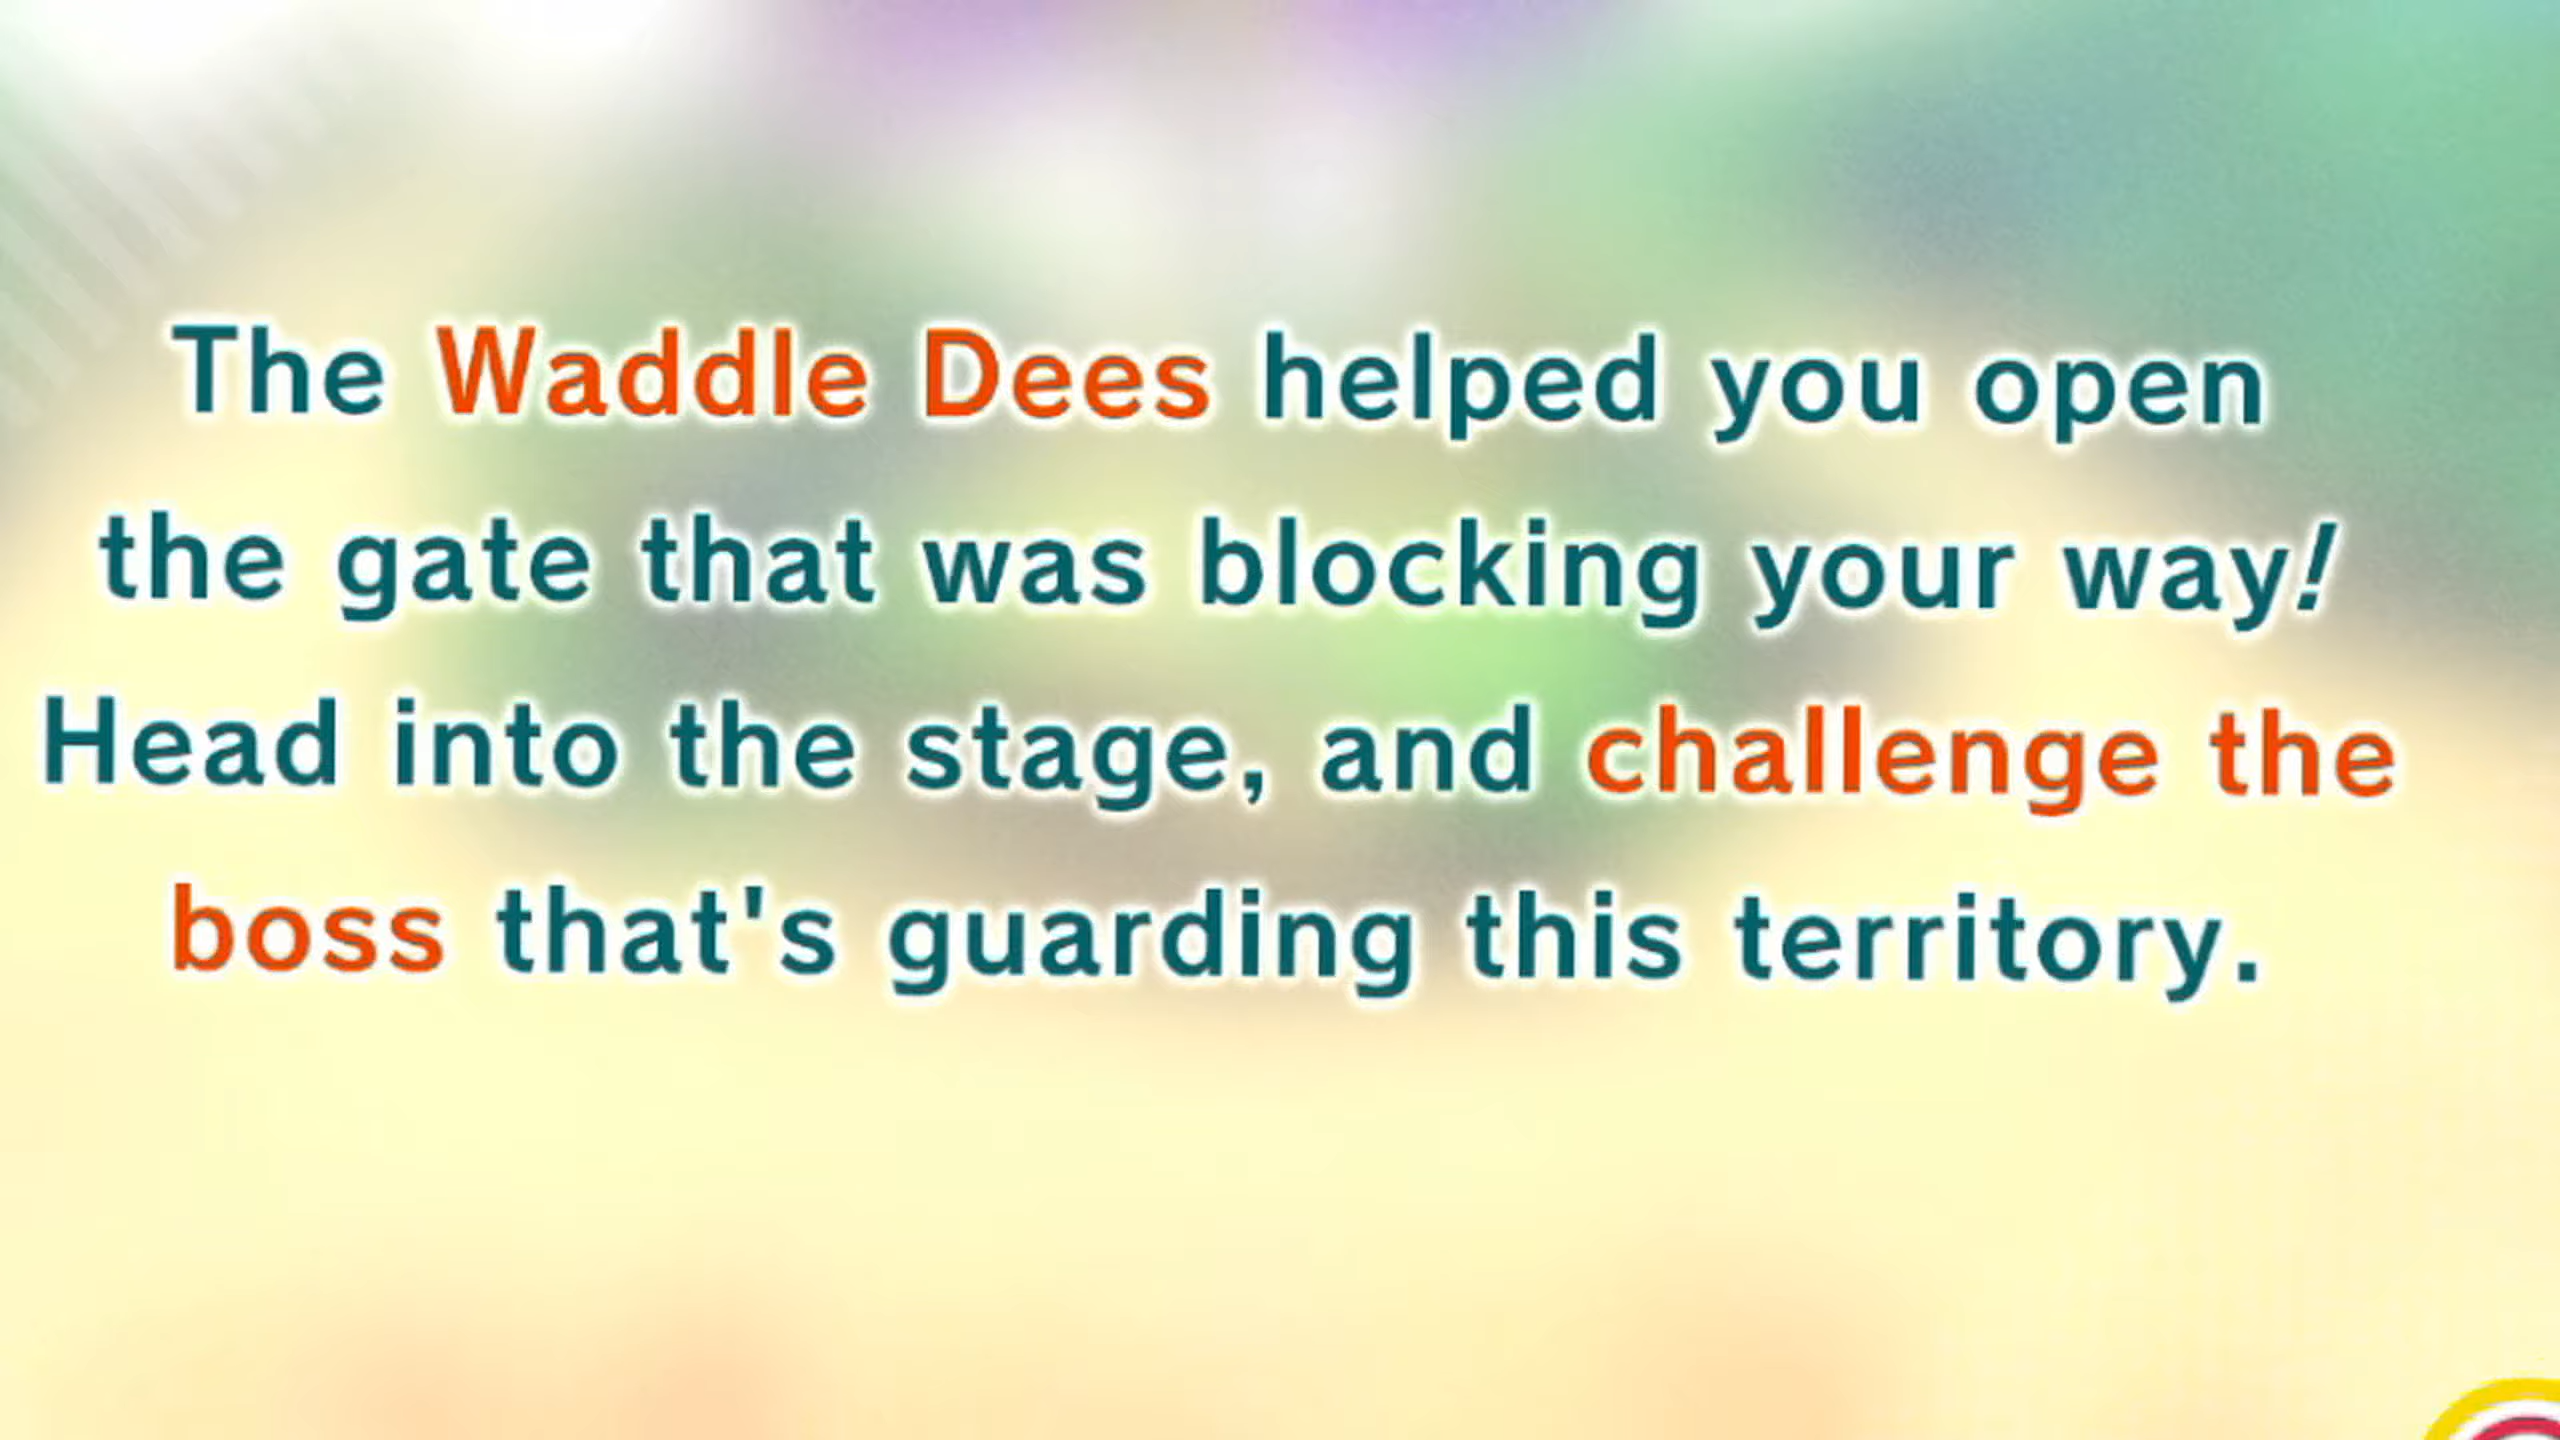 The Waddle Dees helped you open
the gate that was blocking your way!
Head into the stage, and challenge the
boss that's guarding this territory.